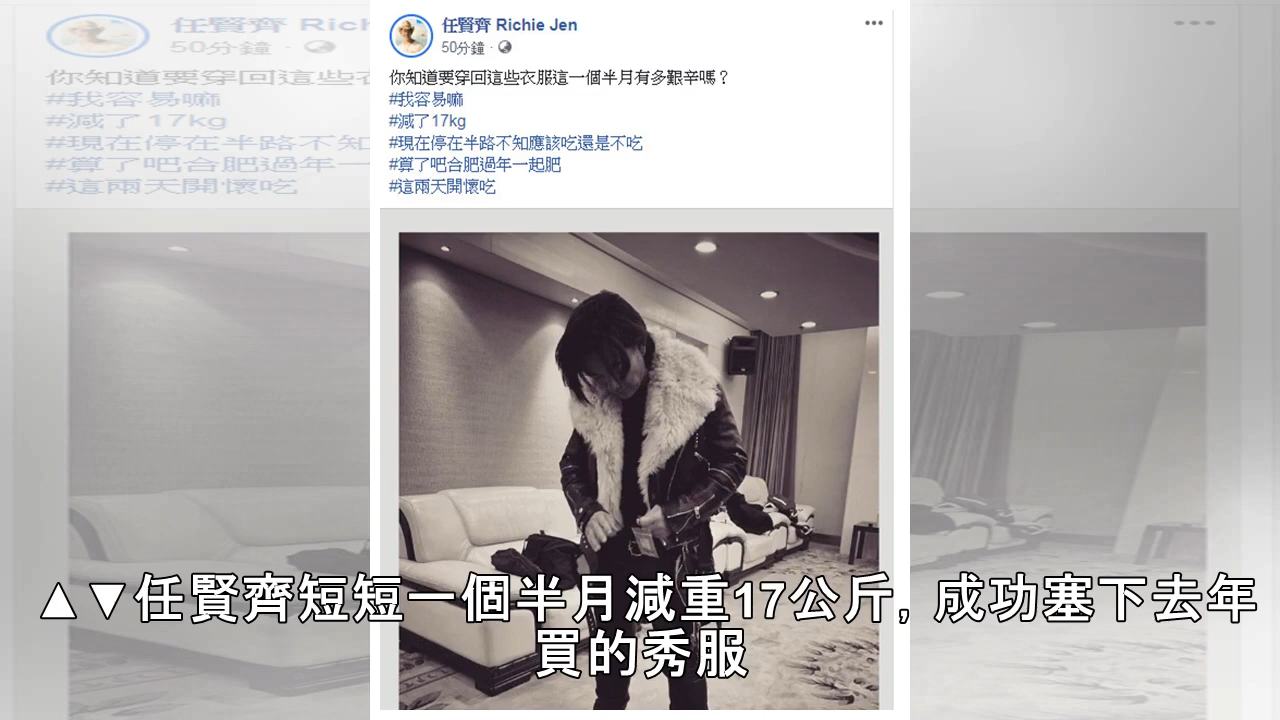 任賢齊 Richie Jen
50分鐘 ·
你知道要穿回這些衣服這一個半月有多艱辛嗎？
#我容易嘛
#減了17kg
#現在停在半路不知應該吃還是不吃
#算了吧合肥過年一起肥
#這兩天開懷吃
▲▼任賢齊短短一個半月減重17公斤, 成功塞下去年
買的秀服